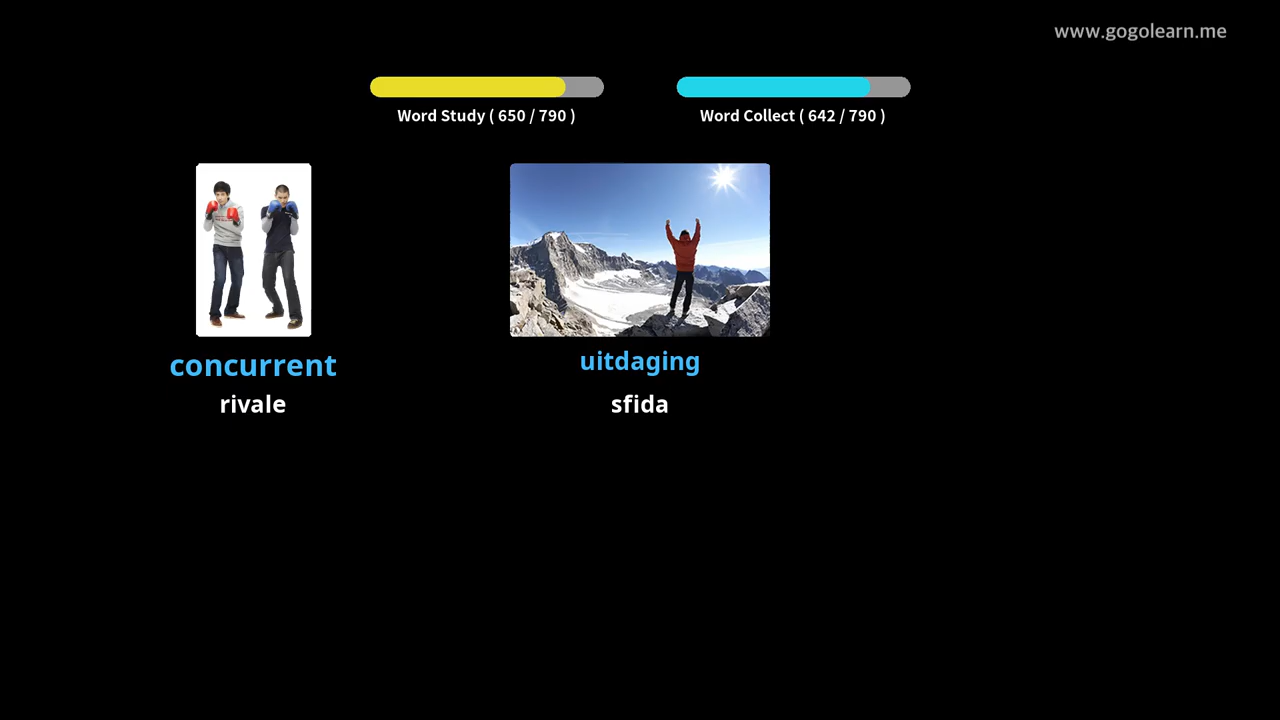 www.gogolearn.me
Word Study ( 650 / 790 )
Word Collect ( 642 / 790 )
concurrent
rivale
uitdaging
sfida